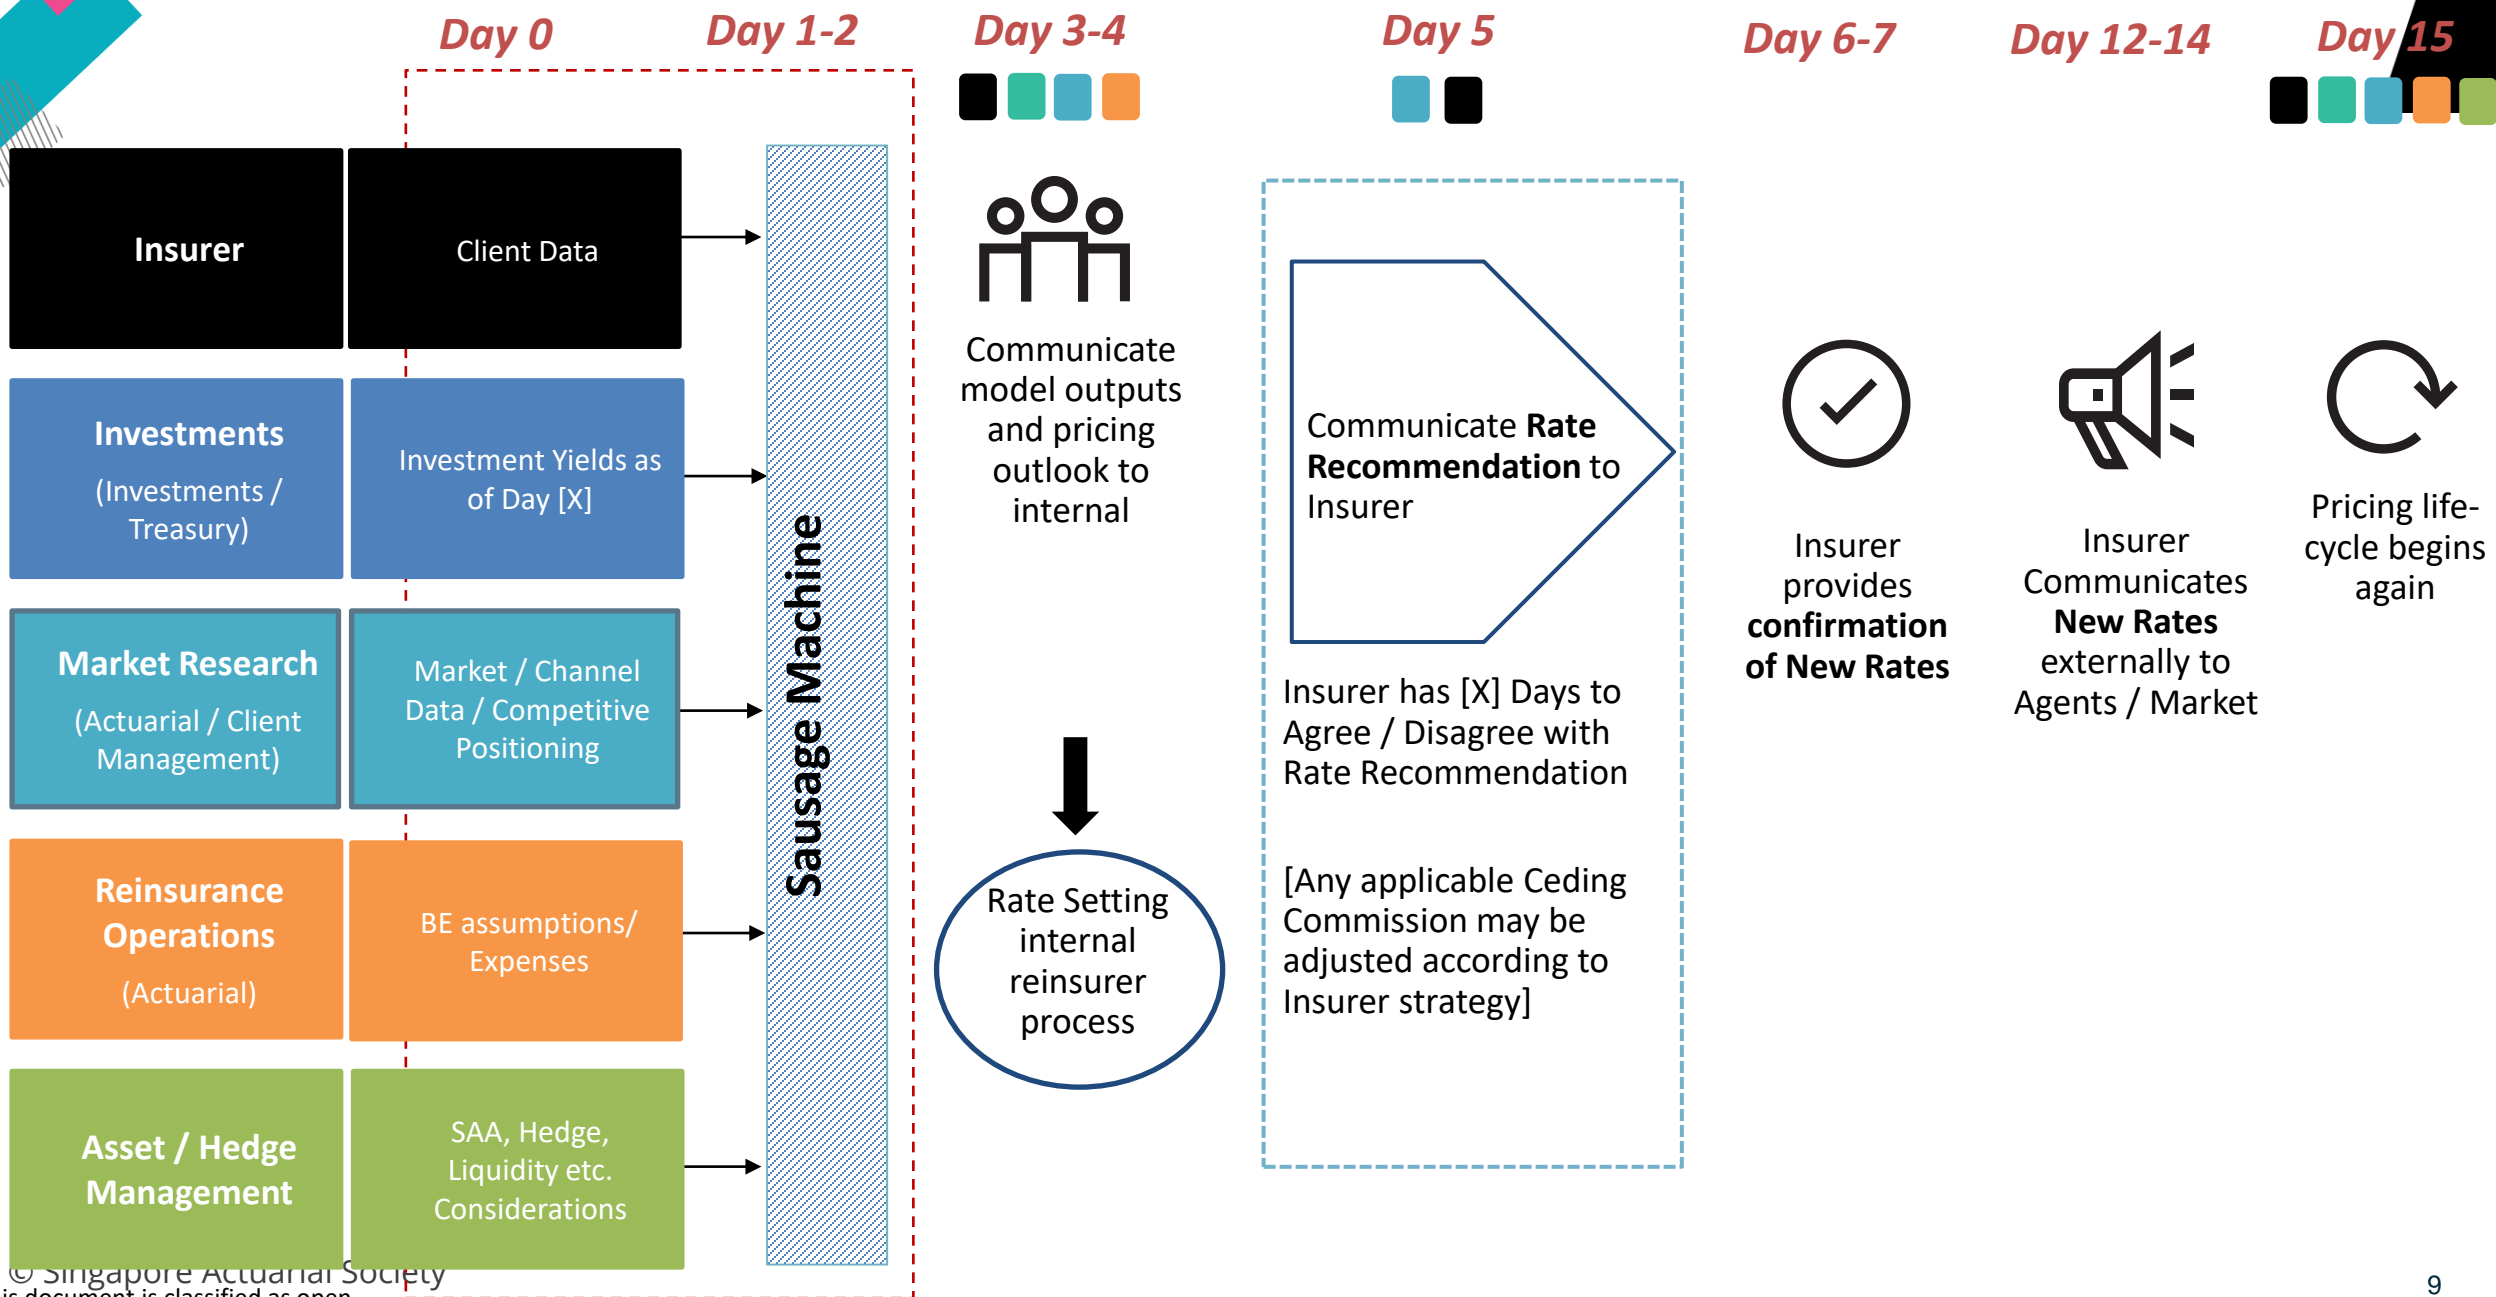 Day 0
Day 1-2
Day 3-4
Day 5
Day 6-7
Day 12-14
Day 15
Insurer
Client Data
Investments
(Investments /
Treasury)
Investment Yields as
of Day [X]
Market Research
(Actuarial / Client
Management)
Market / Channel
Data / Competitive
Positioning
Reinsurance
Operations
(Actuarial)
BE assumptions/
Expenses
Asset / Hedge
Management
SAA, Hedge,
Liquidity etc.
Considerations
Sausage Machine
Communicate
model outputs
and pricing
outlook to
internal
Rate Setting
internal
reinsurer
process
Communicate Rate
Recommendation to
Insurer
Insurer has [X] Days to
Agree / Disagree with
Rate Recommendation
[Any applicable Ceding
Commission may be
adjusted according to
Insurer strategy]
Insurer
provides
confirmation
of New Rates
Insurer
Communicates
New Rates
externally to
Agents / Market
Pricing life-
cycle begins
again
© Singapore Actuarial Society
is document is classified as open
9